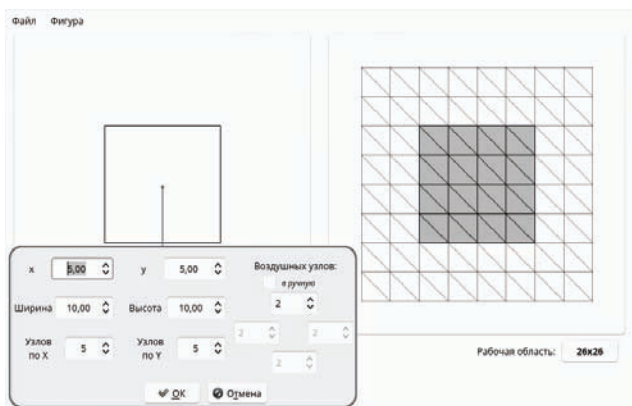 Файл Фигура
x 5,00 y 5,00 Воздушных узлов:
в ручную
Ширина 10,00 Высота 10,00 2
Узлов по X 5 Узлов по Y 5 2 2
2
OK Отмена
Рабочая область: 26x26